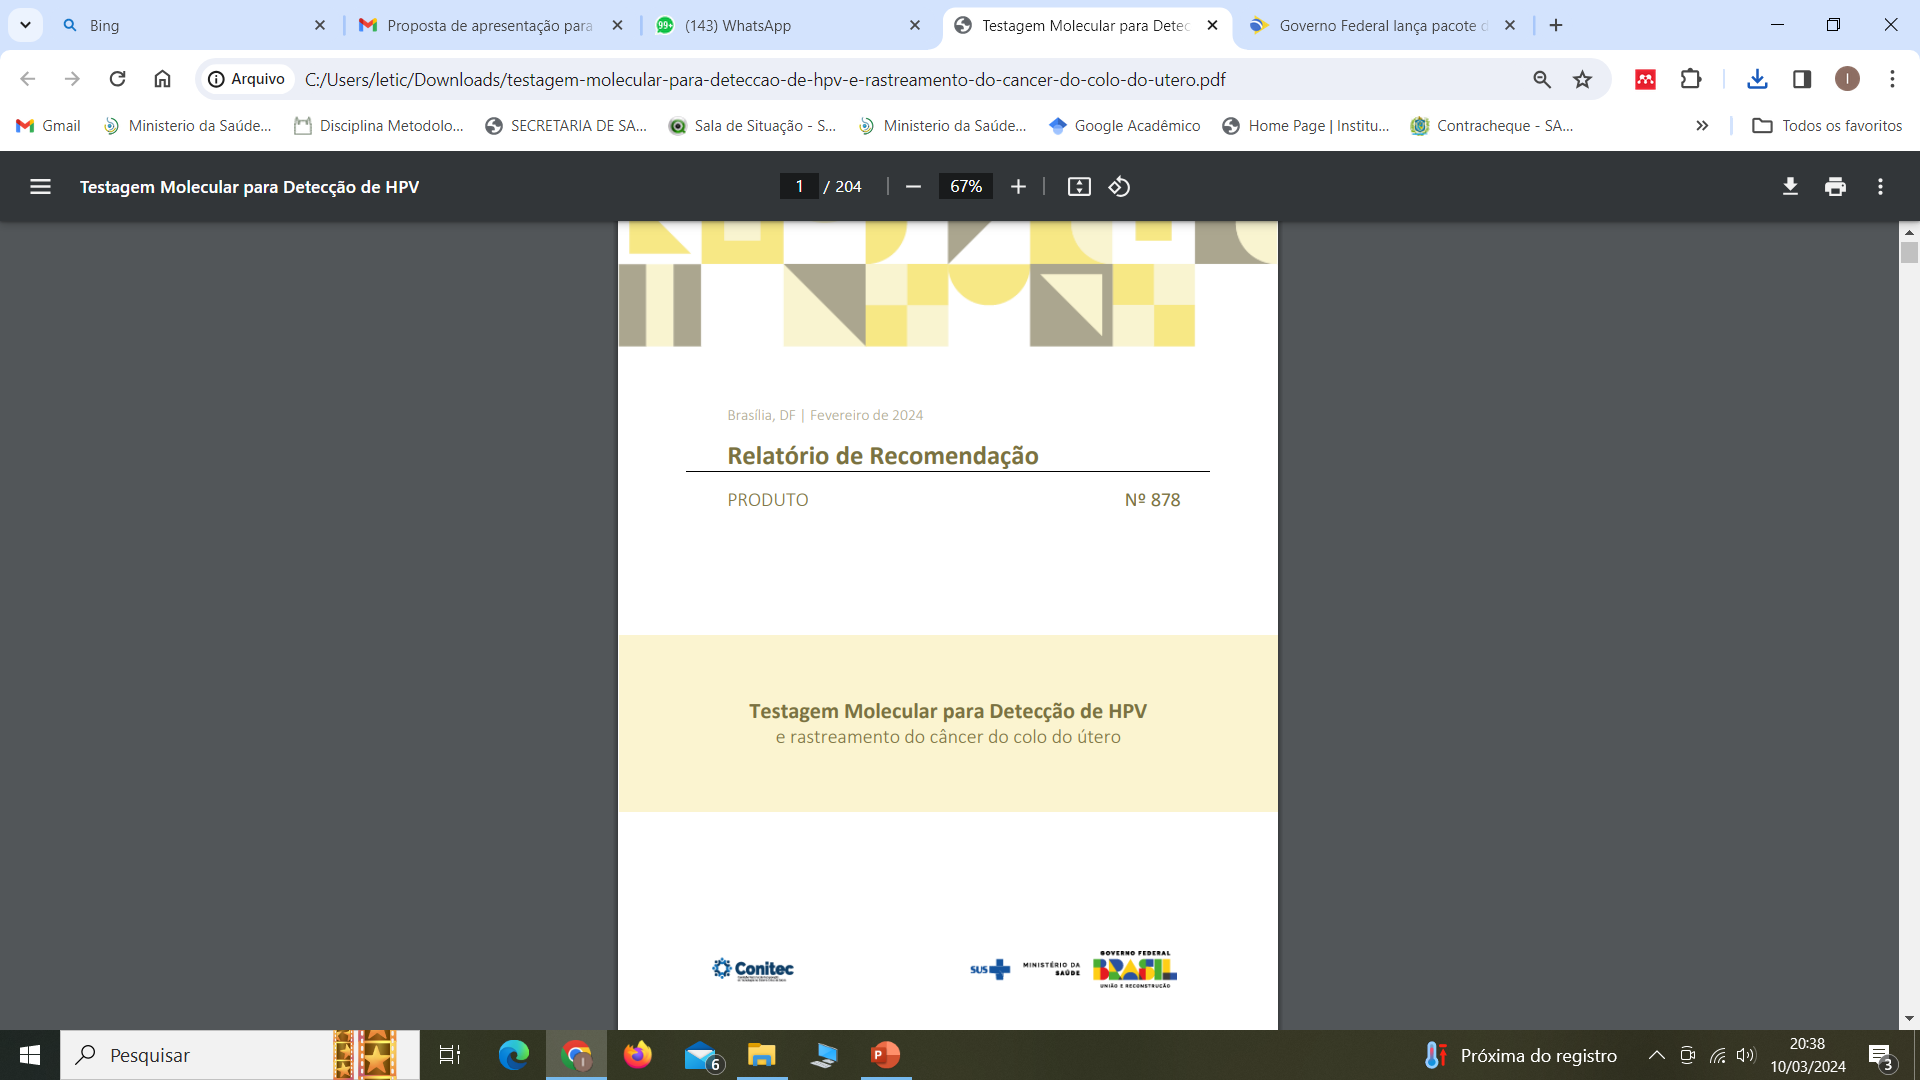 Bing
Proposta de apresentação para
(143) WhatsApp
Testagem Molecular para Detec
Governo Federal lança pacote d
Arquivo
C:/Users/letic/Downloads/testagem-molecular-para-deteccao-de-hpv-e-rastreamento-do-cancer-do-colo-do-utero.pdf
Gmail
Ministerio da Saúde...
Disciplina Metodolo...
SECRETARIA DE SA...
Sala de Situação - S...
Ministerio da Saúde...
Google Acadêmico
Home Page | Institu...
Contracheque - SA...
Todos os favoritos
Testagem Molecular para Detecção de HPV
1 / 204
67%
Brasília, DF | Fevereiro de 2024
Relatório de Recomendação
PRODUTO Nº 878
Testagem Molecular para Detecção de HPV
e rastreamento do câncer do colo do útero
Conitec
SUS
MINISTÉRIO DA
SAÚDE
GOVERNO FEDERAL
BRASIL
UNIÃO E RECONSTRUÇÃO
Pesquisar
6
Próxima do registro
20:38
10/03/2024
3